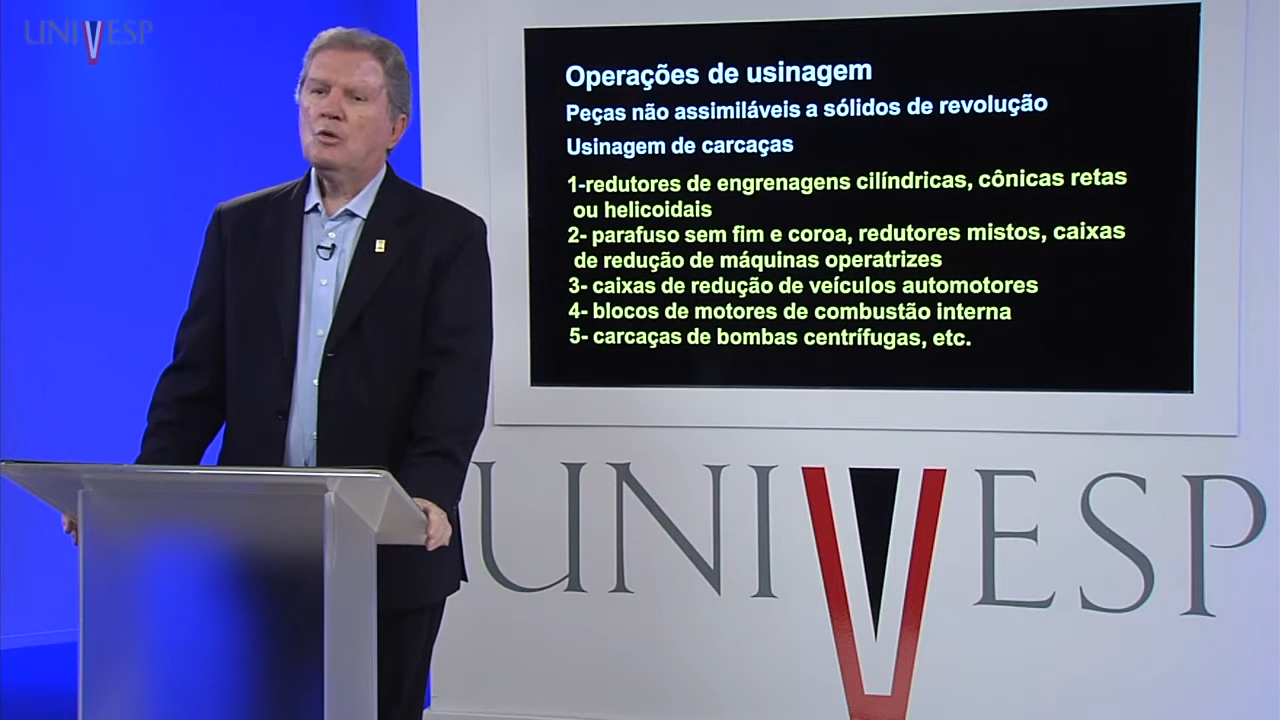 UNIVESP
Operações de usinagem
Peças não assimiláveis a sólidos de revolução
Usinagem de carcaças
1-redutores de engrenagens cilíndricas, cônicas retas
ou helicoidais
2- parafuso sem fim e coroa, redutores mistos, caixas
de redução de máquinas operatrizes
3- caixas de redução de veículos automotores
4- blocos de motores de combustão interna
5- carcaças de bombas centrífugas, etc.
UNIVESP